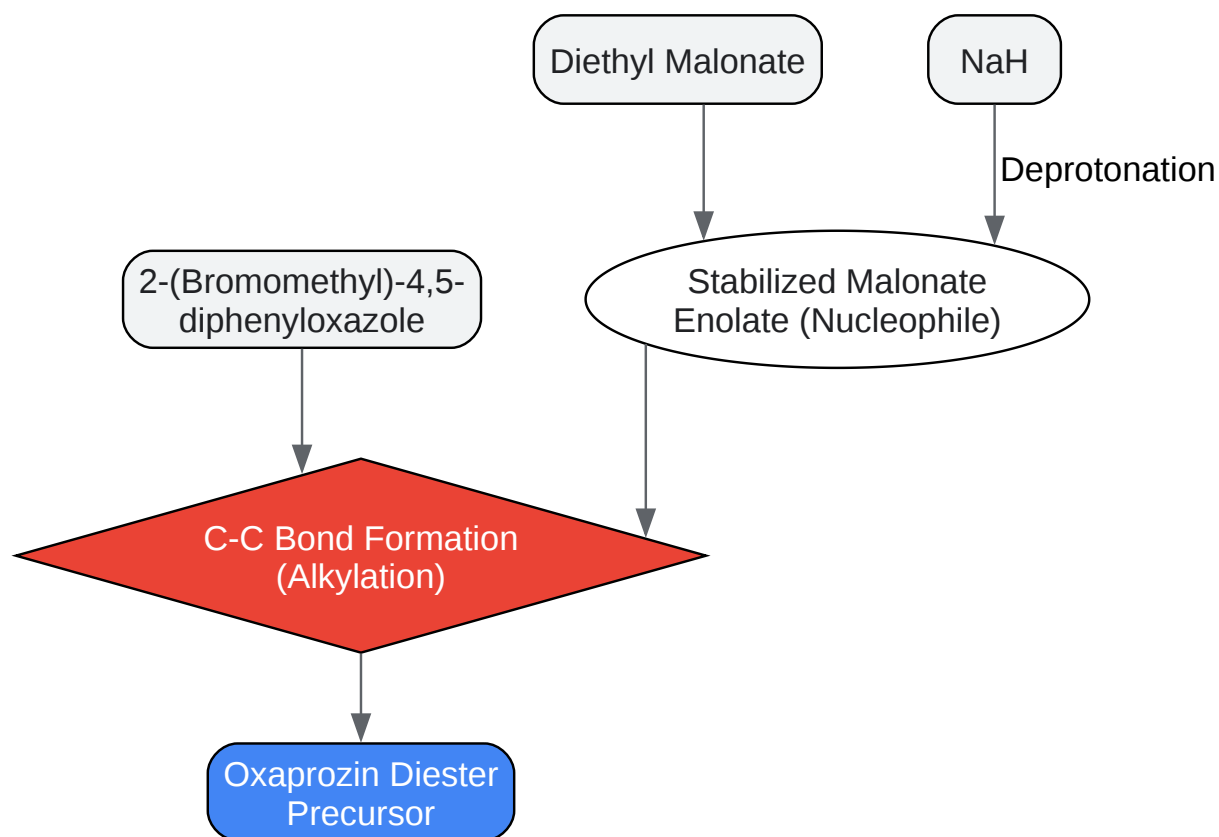 Diethyl Malonate
NaH
Deprotonation
2-(Bromomethyl)-4,5-
diphenyloxazole
Stabilized Malonate
Enolate (Nucleophile)
C-C Bond Formation
(Alkylation)
Oxaprozin Diester
Precursor